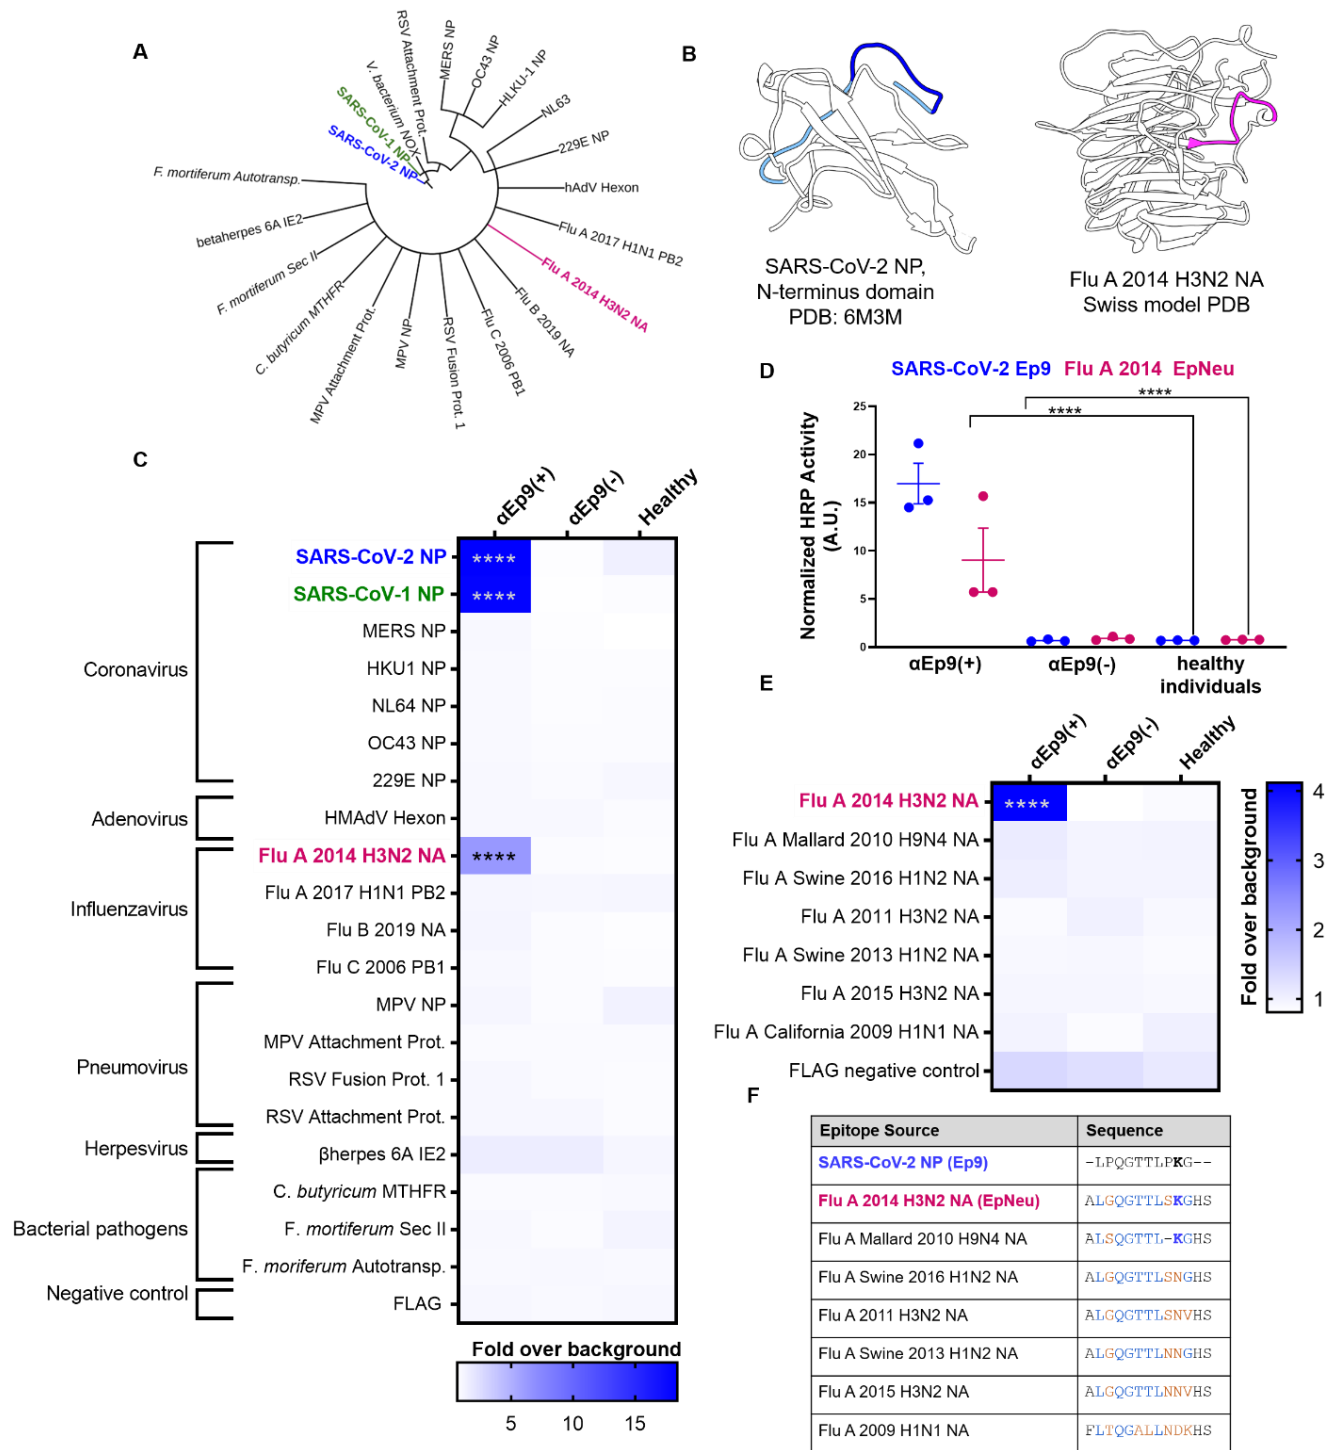 A
RSV Attachment Prot.
MERS NP
OC43 NP
HLKU-1 NP
NL63
229E NP
hAdV Hexon
Flu A 2017 H1N1 PB2
Flu A 2014 H3N2 NA
Flu B 2019 NA
Flu C 2006 PB1
RSV Fusion Prot. 1
MPV NP
MPV Attachment Prot.
C. butyricum MTHFR
F. mortiferum Sec II
betaherpes 6A IE2
F. mortiferum Autotransp.
SARS-CoV-2 NP
SARS-CoV-1 NP
V. bacterium NOX
B
SARS-CoV-2 NP,
N-terminus domain
PDB: 6M3M
Flu A 2014 H3N2 NA
Swiss model PDB
C
αEp9(+)
αEp9(-)
Healthy
Coronavirus
Adenovirus
Influenzavirus
Pneumovirus
Herpesvirus
Bacterial pathogens
Negative control
SARS-CoV-2 NP ****
SARS-CoV-1 NP ****
MERS NP
HKU1 NP
NL64 NP
OC43 NP
229E NP
HMAdV Hexon
Flu A 2014 H3N2 NA ****
Flu A 2017 H1N1 PB2
Flu B 2019 NA
Flu C 2006 PB1
MPV NP
MPV Attachment Prot.
RSV Fusion Prot. 1
RSV Attachment Prot.
βherpes 6A IE2
C. butyricum MTHFR
F. mortiferum Sec II
F. moriferum Autotransp.
FLAG
Fold over background
5 10 15
D
SARS-CoV-2 Ep9 Flu A 2014 EpNeu
Normalized HRP Activity
(A.U.)
25
20
15
10
5
0
****
****
αEp9(+)
αEp9(-)
healthy
individuals
E
αEp9(+)
αEp9(-)
Healthy
Flu A 2014 H3N2 NA ****
Flu A Mallard 2010 H9N4 NA
Flu A Swine 2016 H1N2 NA
Flu A 2011 H3N2 NA
Flu A Swine 2013 H1N2 NA
Flu A 2015 H3N2 NA
Flu A California 2009 H1N1 NA
FLAG negative control
Fold over background
4
3
2
1
F
Epitope Source Sequence
SARS-CoV-2 NP (Ep9) -LPQGTTLPKG--
Flu A 2014 H3N2 NA (EpNeu) ALGQGTTLSKGHS
Flu A Mallard 2010 H9N4 NA ALSQGTTL-KGHS
Flu A Swine 2016 H1N2 NA ALGQGTTLSNGHS
Flu A 2011 H3N2 NA ALGQGTTLSNVHS
Flu A Swine 2013 H1N2 NA ALGQGTTLNNGHS
Flu A 2015 H3N2 NA ALGQGTTLNNVHS
Flu A 2009 H1N1 NA FLTQGALLNDKHS